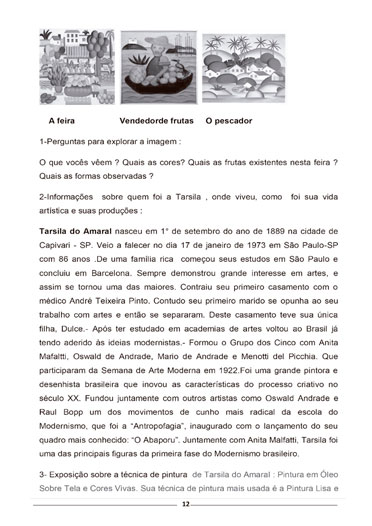 A feira Vendedorde frutas O pescador
1-Perguntas para explorar a imagem :
O que vocês vêem ? Quais as cores? Quais as frutas existentes nesta feira ?
Quais as formas observadas ?
2-Informações sobre quem foi a Tarsila , onde viveu, como foi sua vida
artística e suas produções :
Tarsila do Amaral nasceu em 1° de setembro do ano de 1889 na cidade de
Capivari - SP. Veio a falecer no dia 17 de janeiro de 1973 em São Paulo-SP
com 86 anos .De uma família rica começou seus estudos em São Paulo e
concluiu em Barcelona. Sempre demonstrou grande interesse em artes, e
assim se tornou uma das maiores. Contraiu seu primeiro casamento com o
médico André Teixeira Pinto. Contudo seu primeiro marido se opunha ao seu
trabalho com artes e então se separaram. Deste casamento teve sua única
filha, Dulce.- Após ter estudado em academias de artes voltou ao Brasil já
tendo aderido ás ideias modernistas.- Formou o Grupo dos Cinco com Anita
Mafaltti, Oswald de Andrade, Mario de Andrade e Menotti del Picchia. Que
participaram da Semana de Arte Moderna em 1922.Foi uma grande pintora e
desenhista brasileira que inovou as características do processo criativo no
século XX. Fundou juntamente com outros artistas como Oswald Andrade e
Raul Bopp um dos movimentos de cunho mais radical da escola do
Modernismo, que foi a “Antropofagia”, inaugurado com o lançamento do seu
quadro mais conhecido: “O Abaporu”. Juntamente com Anita Malfatti, Tarsila foi
uma das principais figuras da primeira fase do Modernismo brasileiro.
3- Exposição sobre a técnica de pintura de Tarsila do Amaral : Pintura em Óleo
Sobre Tela e Cores Vivas. Sua técnica de pintura mais usada é a Pintura Lisa e
12